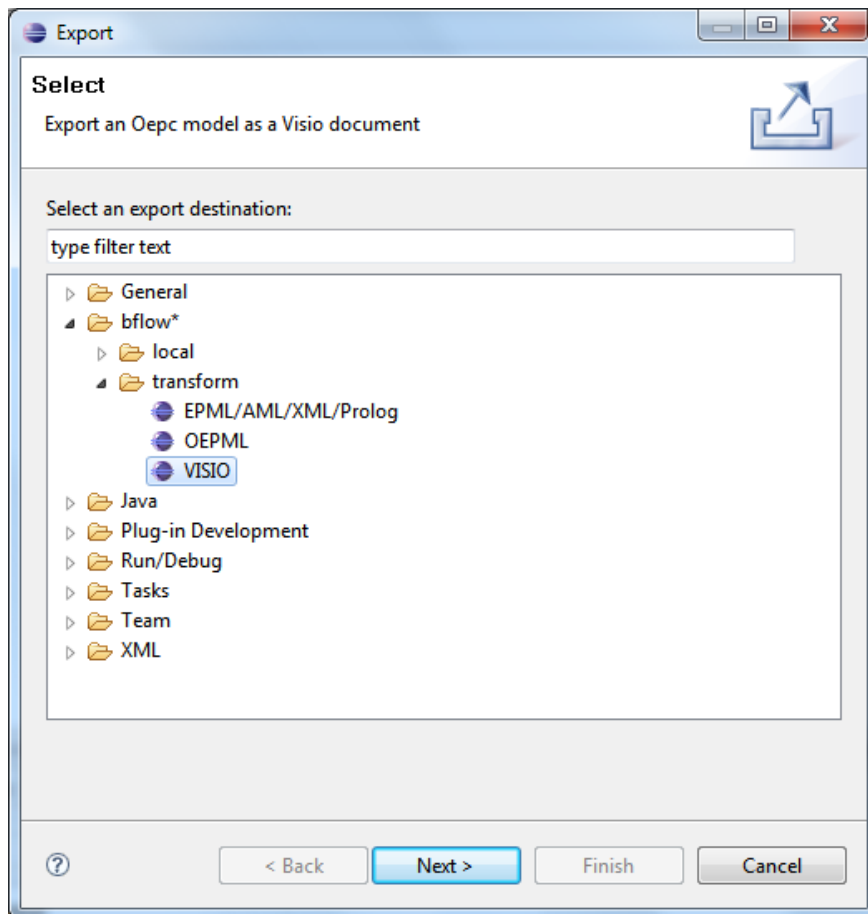 Export
Select
Export an Oepc model as a Visio document
Select an export destination:
type filter text
General
bflow*
local
transform
EPML/AML/XML/Prolog
OEPML
VISIO
Java
Plug-in Development
Run/Debug
Tasks
Team
XML
? < Back Next > Finish Cancel